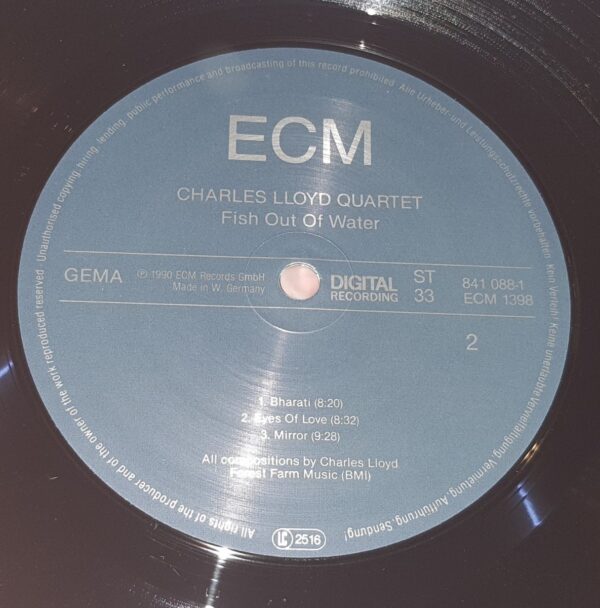 ECM
CHARLES LLOYD QUARTET
Fish Out Of Water
GEMA
℗ 1990 ECM Records GmbH
Made in W. Germany
DIGITAL
RECORDING
ST
33
841 088-1
ECM 1398
2
1. Bharati (8:20)
2. Eyes Of Love (8:32)
3. Mirror (9:28)
All compositions by Charles Lloyd
Forest Farm Music (BMI)
LC 2516
All rights of the producer and of the owner of the work reproduced reserved Unauthorised copying, hiring, lending, public performance and broadcasting of this record prohibited Alle Urheber- und Leistungsschutzrechte vorbehalten Kein Verleih! Keine unerlaubte Vervielfältigung, Vermietung, Aufführung, Sendung!